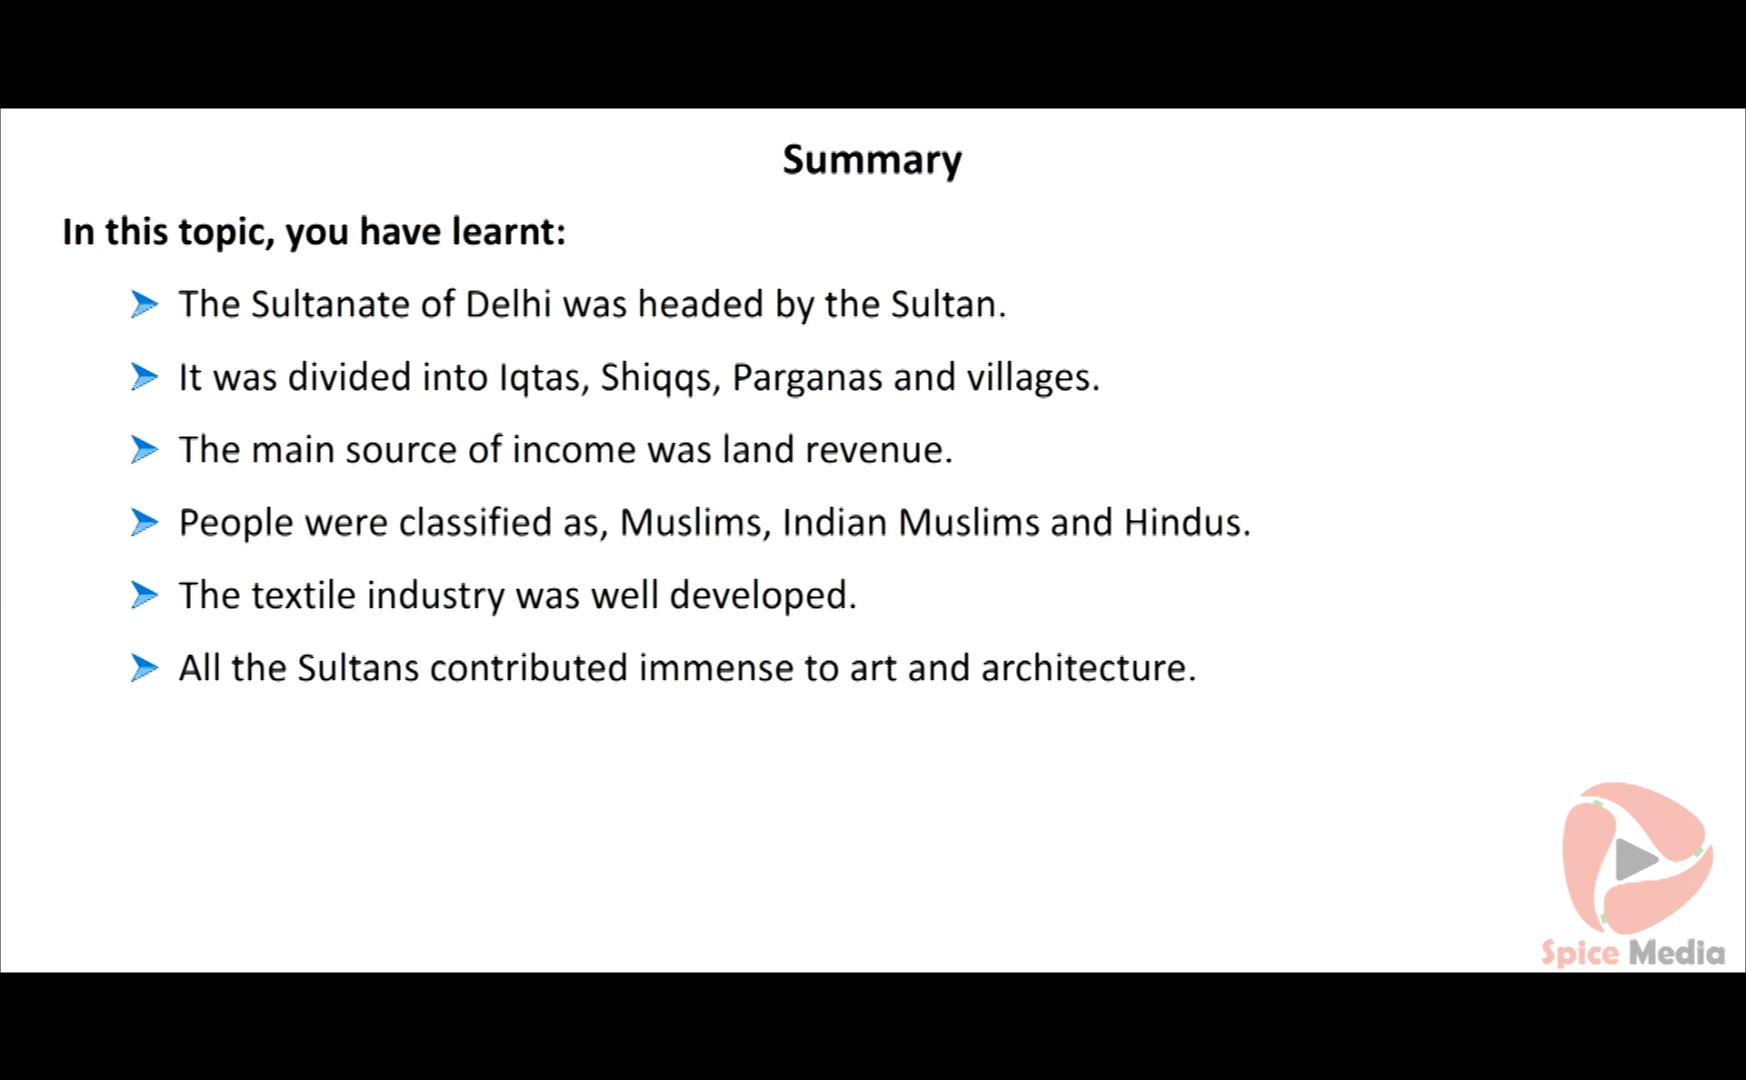 Summary
In this topic, you have learnt:
The Sultanate of Delhi was headed by the Sultan.
It was divided into Iqtas, Shiqqs, Parganas and villages.
The main source of income was land revenue.
People were classified as, Muslims, Indian Muslims and Hindus.
The textile industry was well developed.
All the Sultans contributed immense to art and architecture.
Spice Media